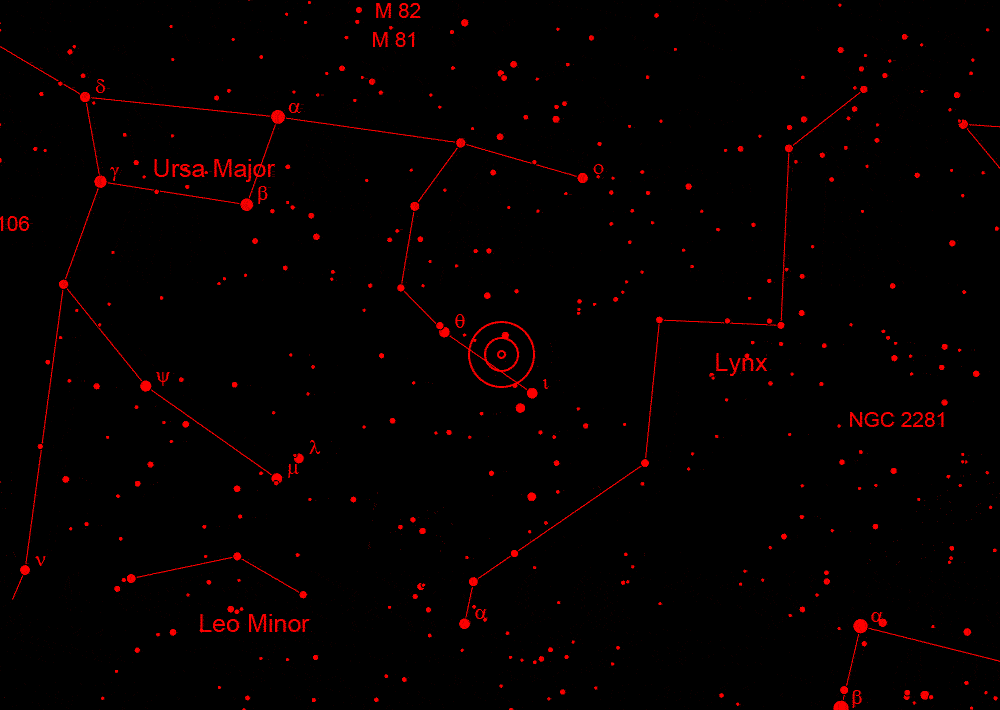 M 82
M 81
δ
α
Ursa Major
γ
ο
β
106
θ
Lynx
ψ
ι
NGC 2281
λ
μ
ν
α
Leo Minor
α
β